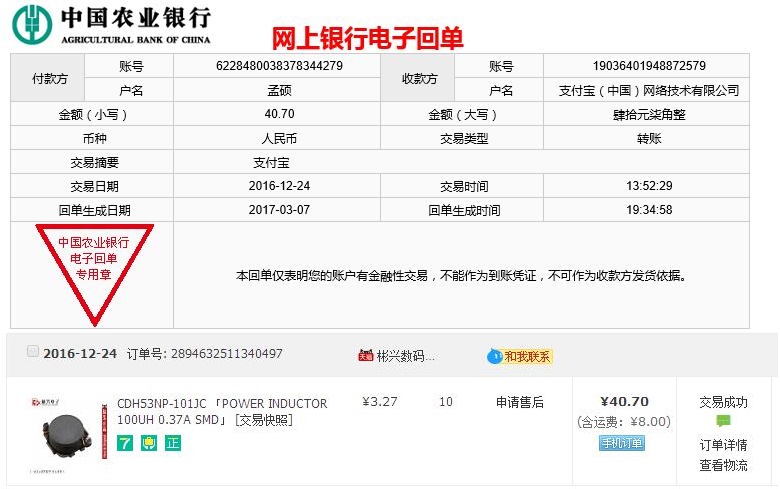 中国农业银行
AGRICULTURAL BANK OF CHINA
网上银行电子回单
付款方 账号 6228480038378344279 收款方 账号 19036401948872579
户名 孟硕 户名 支付宝（中国）网络技术有限公司
金额（小写） 40.70 金额（大写） 肆拾元柒角整
币种 人民币 交易类型 转账
交易摘要 支付宝
交易日期 2016-12-24 交易时间 13:52:29
回单生成日期 2017-03-07 回单生成时间 19:34:58
中国农业银行
电子回单
专用章
本回单仅表明您的账户有金融性交易，不能作为到账凭证，不可作为收款方发货依据。
2016-12-24 订单号: 2894632511340497 天猫 彬兴数码... 和我联系
CDH53NP-101JC 「POWER INDUCTOR
100UH 0.37A SMD」 [交易快照]
7 正
¥3.27 10 申请售后 ¥40.70 交易成功
(含运费: ¥8.00)
手机订单
订单详情
查看物流